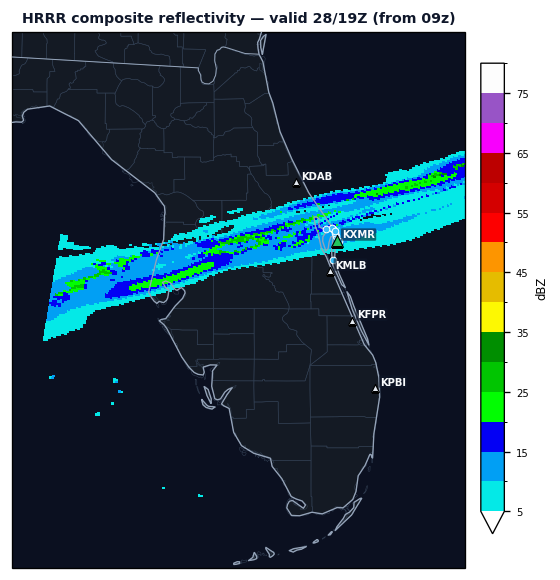 HRRR composite reflectivity — valid 28/19Z (from 09z)
KDAB
KXMR
KMLB
KFPR
KPBI
75
65
55
45
35
25
15
5
dBZ